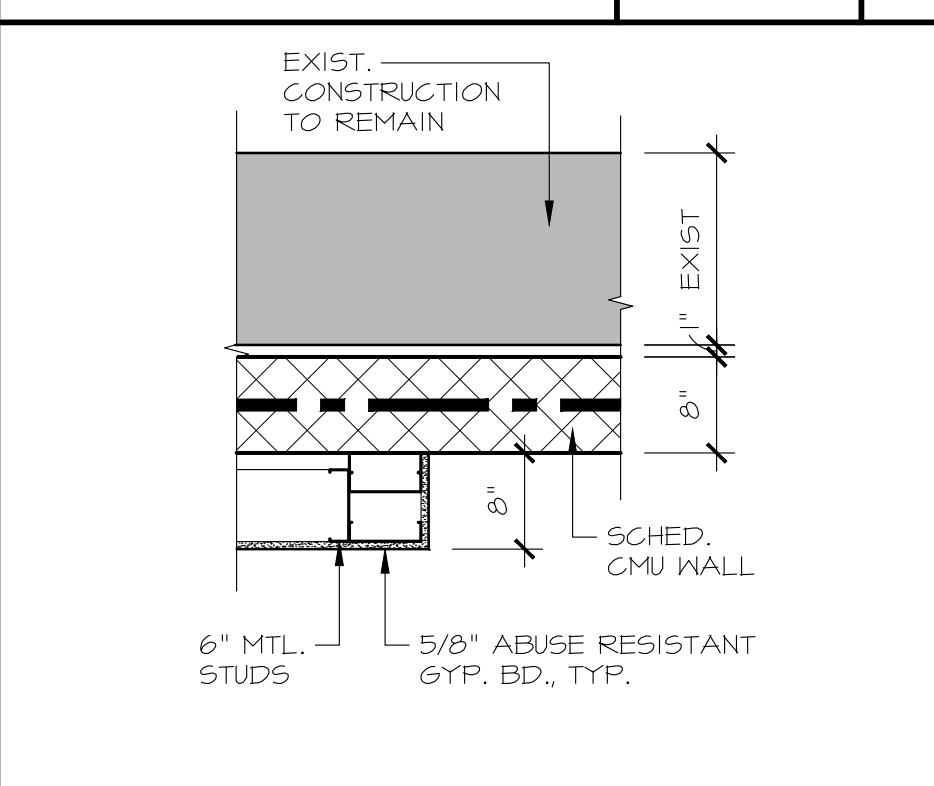 EXIST.
CONSTRUCTION
TO REMAIN
EXIST
1"
8"
8"
SCHED.
CMU WALL
6" MTL.
STUDS
5/8" ABUSE RESISTANT
GYP. BD., TYP.